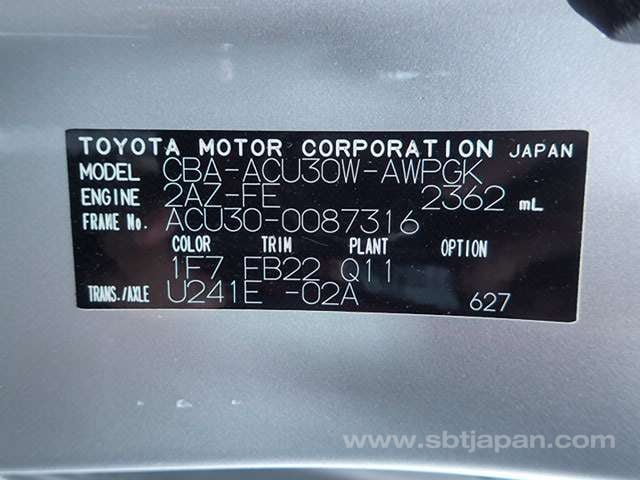 TOYOTA MOTOR CORPORATION JAPAN
MODEL CBA-ACU30W-AWPGK
ENGINE 2AZ-FE 2362 mL
FRAME No. ACU30-0087316
COLOR TRIM PLANT OPTION
1F7 FB22 Q11
TRANS./AXLE U241E -02A 627
www.sbtjapan.com